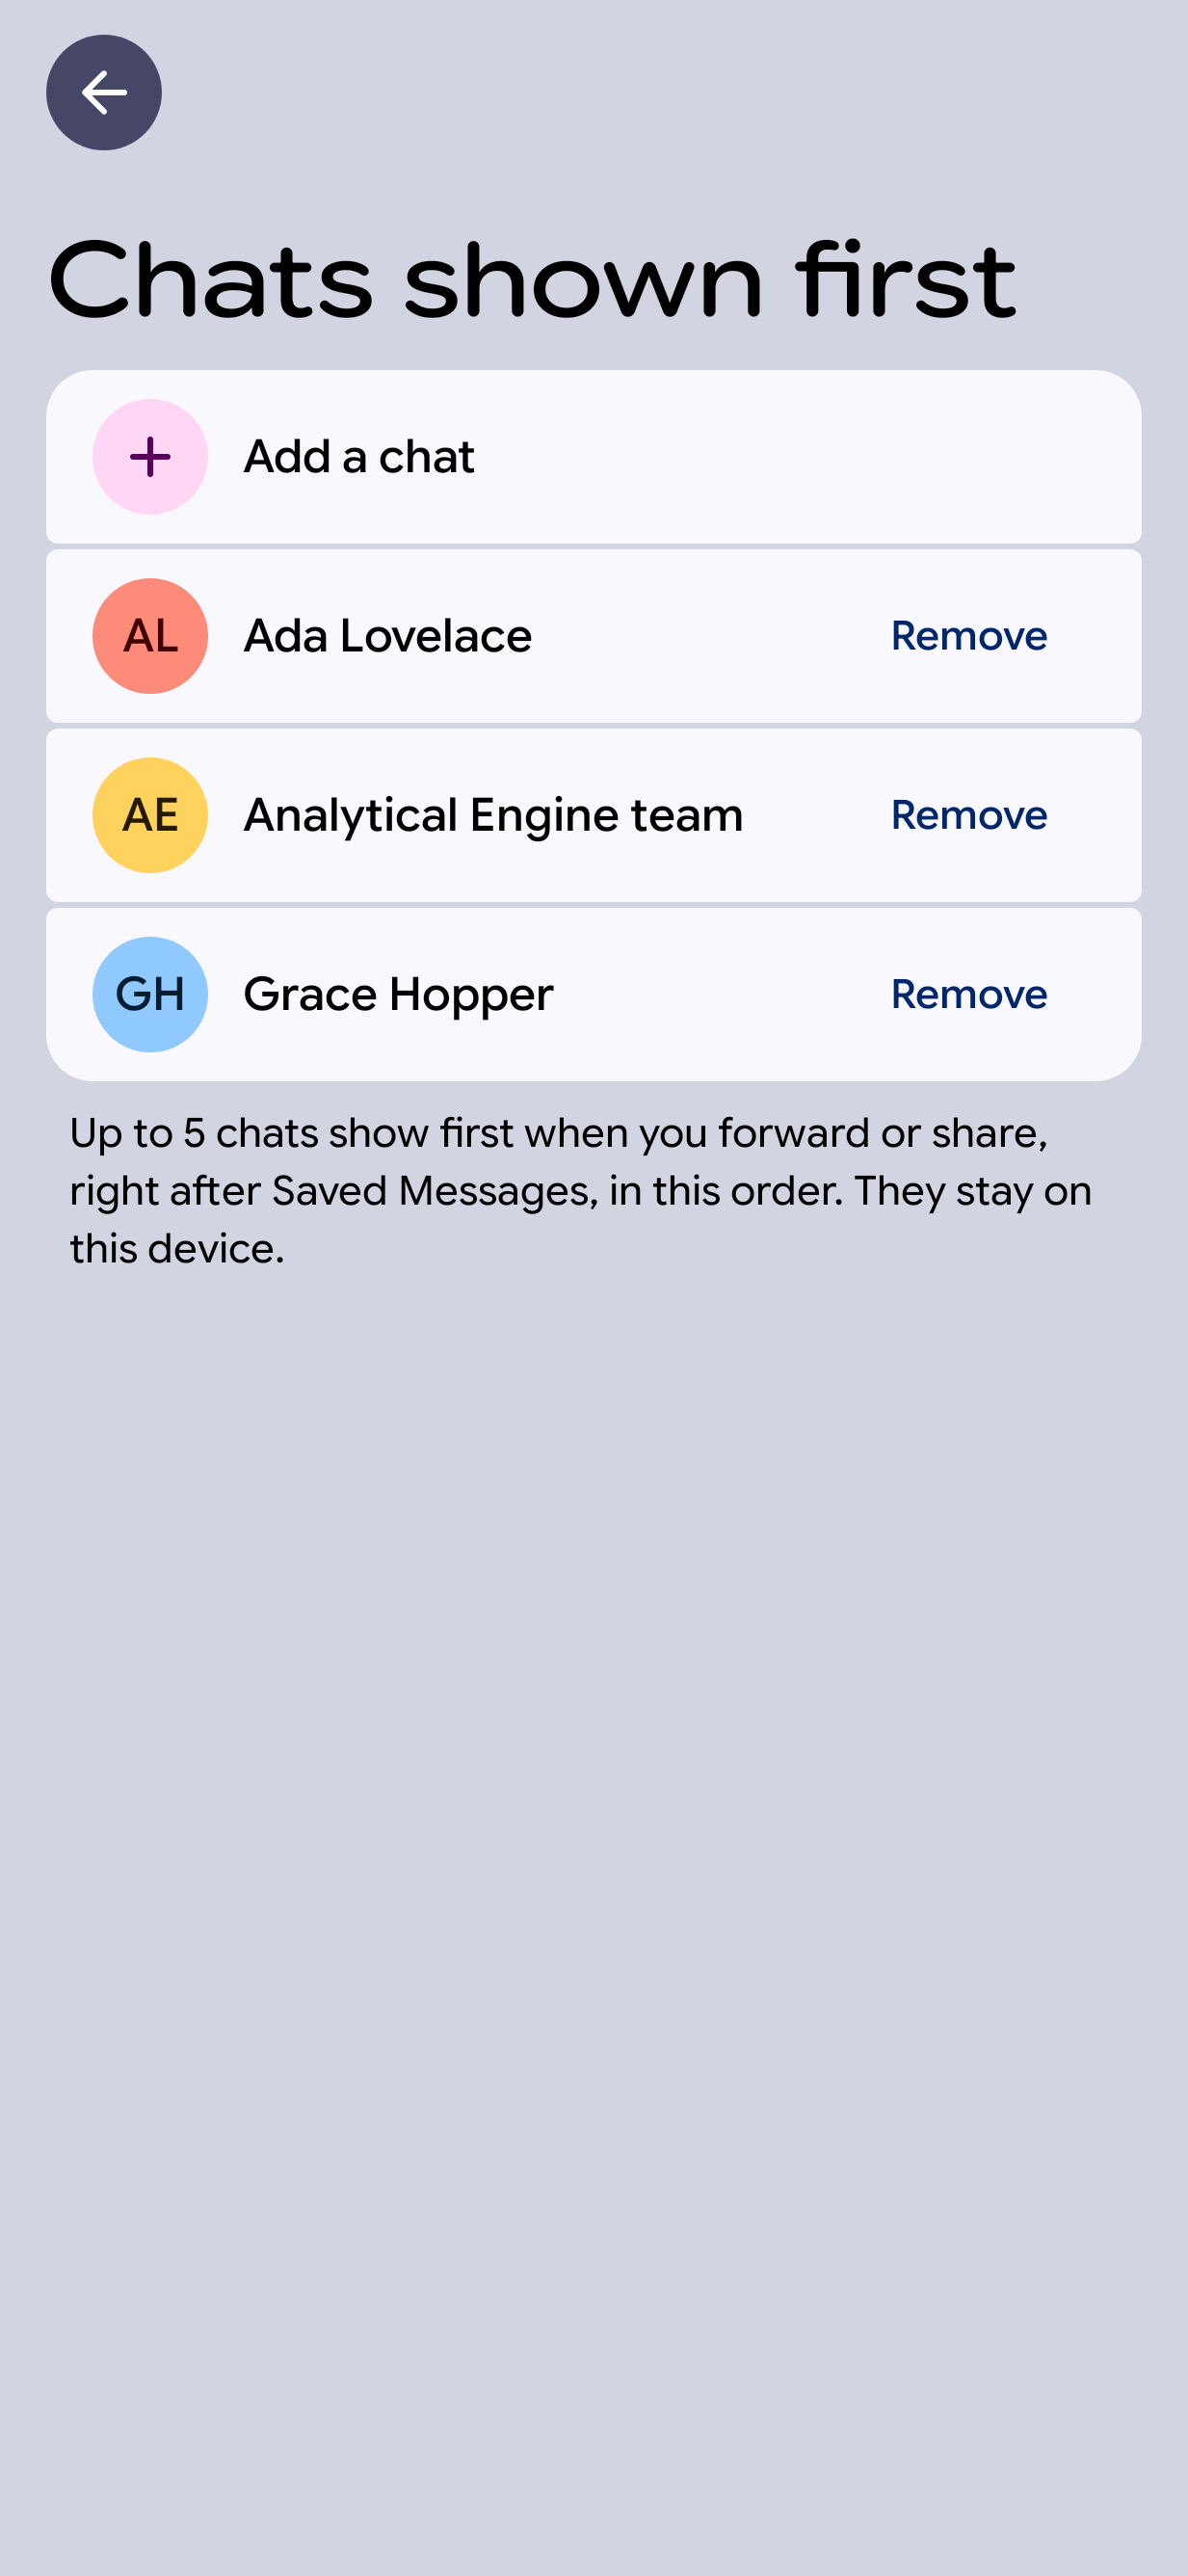 Chats shown first
Add a chat
AL Ada Lovelace Remove
AE Analytical Engine team Remove
GH Grace Hopper Remove
Up to 5 chats show first when you forward or share,
right after Saved Messages, in this order. They stay on
this device.